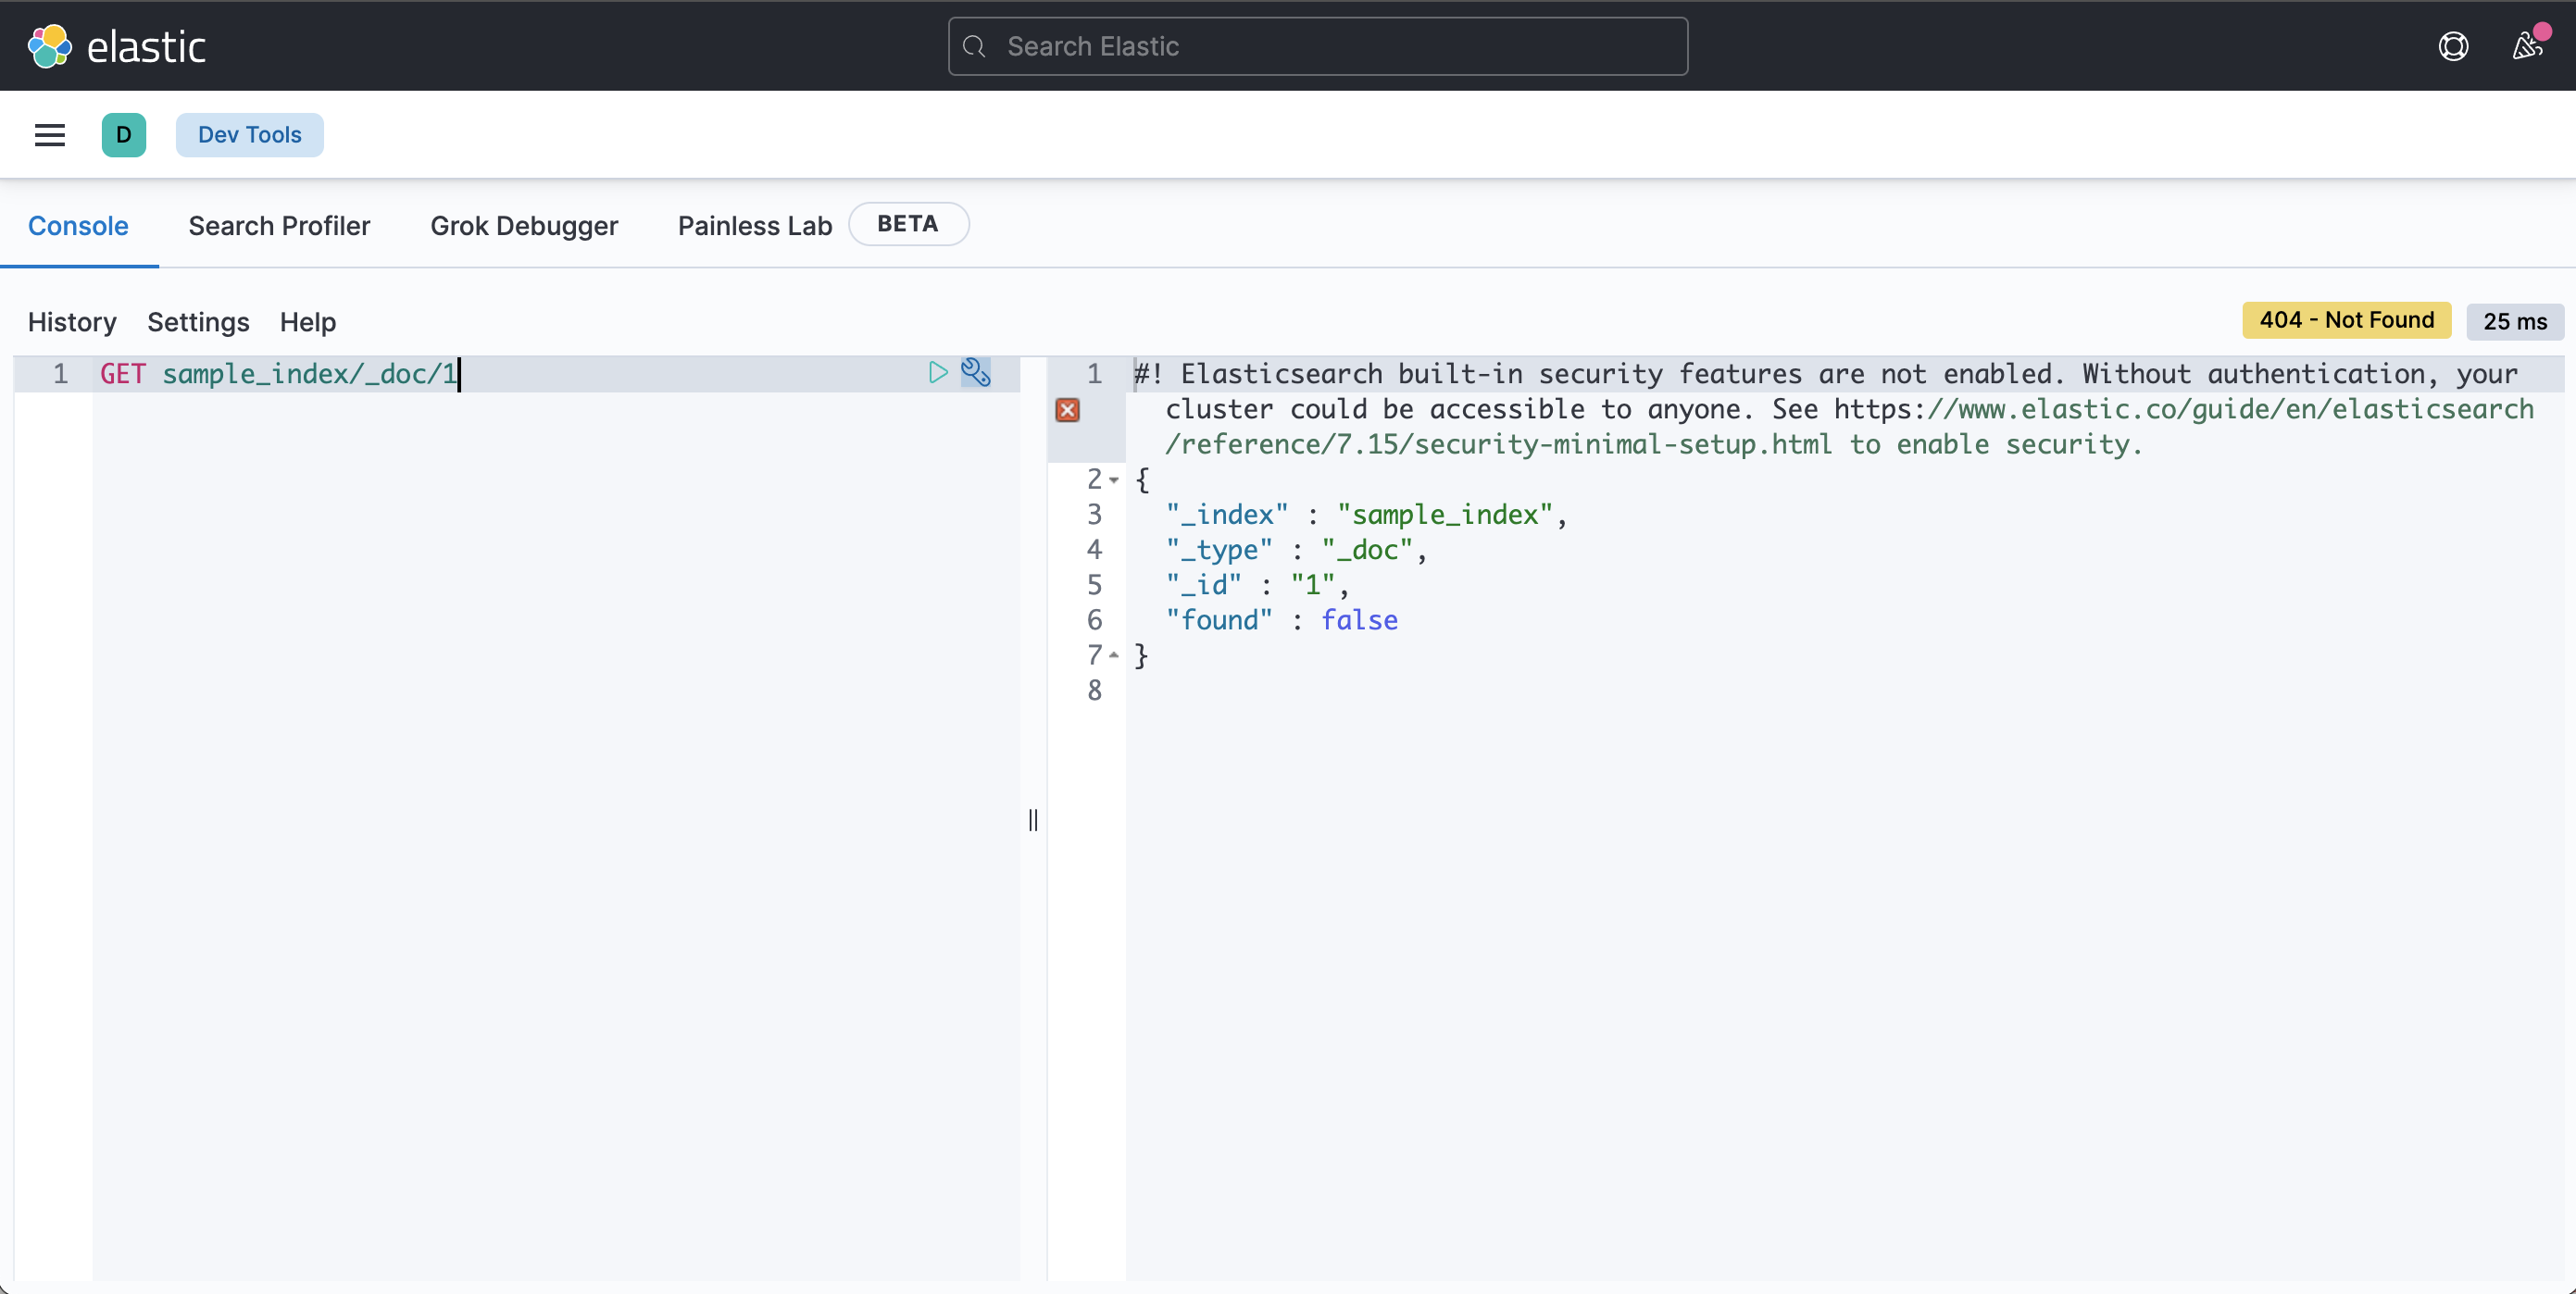 elastic
Search Elastic
D
Dev Tools
Console
Search Profiler
Grok Debugger
Painless Lab
BETA
History
Settings
Help
404 - Not Found
25 ms
1
GET sample_index/_doc/1
1
#! Elasticsearch built-in security features are not enabled. Without authentication, your
cluster could be accessible to anyone. See https://www.elastic.co/guide/en/elasticsearch
/reference/7.15/security-minimal-setup.html to enable security.
2
{
3
"_index" : "sample_index",
4
"_type" : "_doc",
5
"_id" : "1",
6
"found" : false
7
}
8